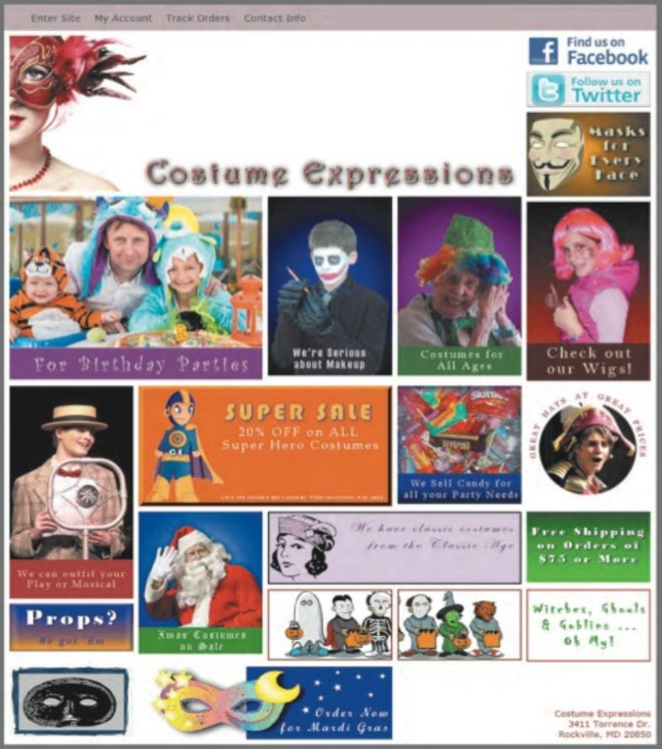 Enter Site   My Account   Track Orders   Contact Info
Find us on
Facebook
Follow us on
Twitter
Masks
for
Every
Face
Costume Expressions
For Birthday Parties
We're Serious
about Makeup
Costumes for
All Ages
Check out
our Wigs!
SUPER SALE
20% OFF on ALL
Super Hero Costumes
We Sell Candy for
all your Party Needs
GREAT HATS AT GREAT PRICES
We can outfit your
Play or Musical
Xmas Costumes
on Sale
We have classic costumes
from the Classic Age
Free Shipping
on Orders of
$75 or More
Props?
We got 'Em
Witches, Ghouls
& Goblins ...
Oh My!
Order Now
for Mardi Gras
Costume Expressions
3411 Torrence Dr.
Rockville, MD 20850